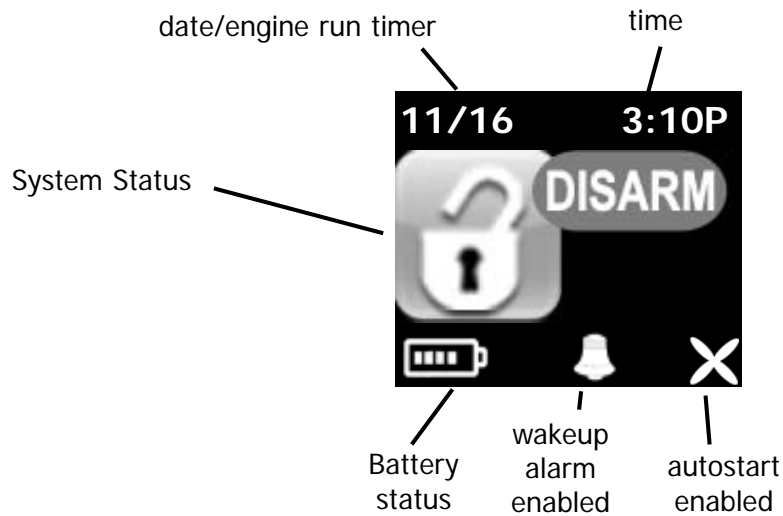 date/engine run timer
time
11/16 3:10P
System Status
DISARM
Battery
status
wakeup
alarm
enabled
autostart
enabled